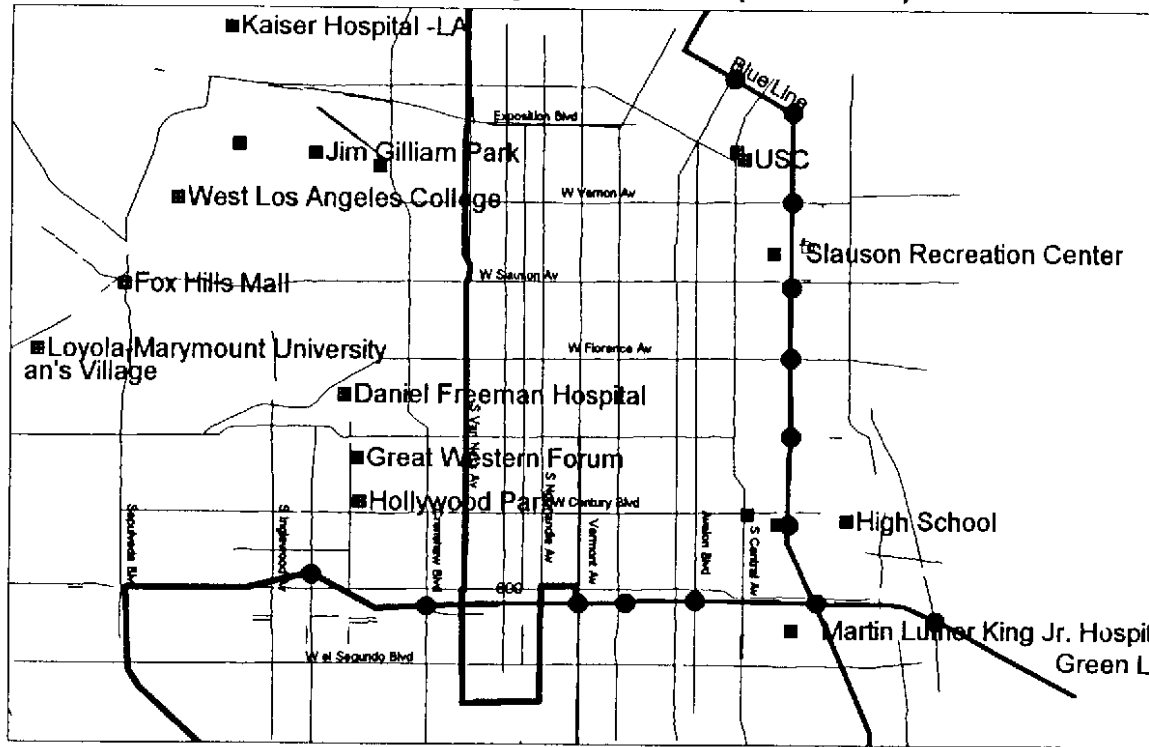 Kaiser Hospital -LA
Blue Line
Exposition Blvd
Jim Gilliam Park
USC
West Los Angeles College
W Vernon Av
Slauson Recreation Center
W Slauson Av
Fox Hills Mall
Loyola-Marymount University
an's Village
W Florence Av
Daniel Freeman Hospital
S Van Ness Av
Great Western Forum
Hollywood Park
W Century Blvd
S Normandie Av
High School
Sepulveda Blvd
S Inglewood Av
Crenshaw Blvd
Vermont Av
Avalon Blvd
S Central Av
Martin Luther King Jr. Hospit
Green L
W el Segundo Blvd